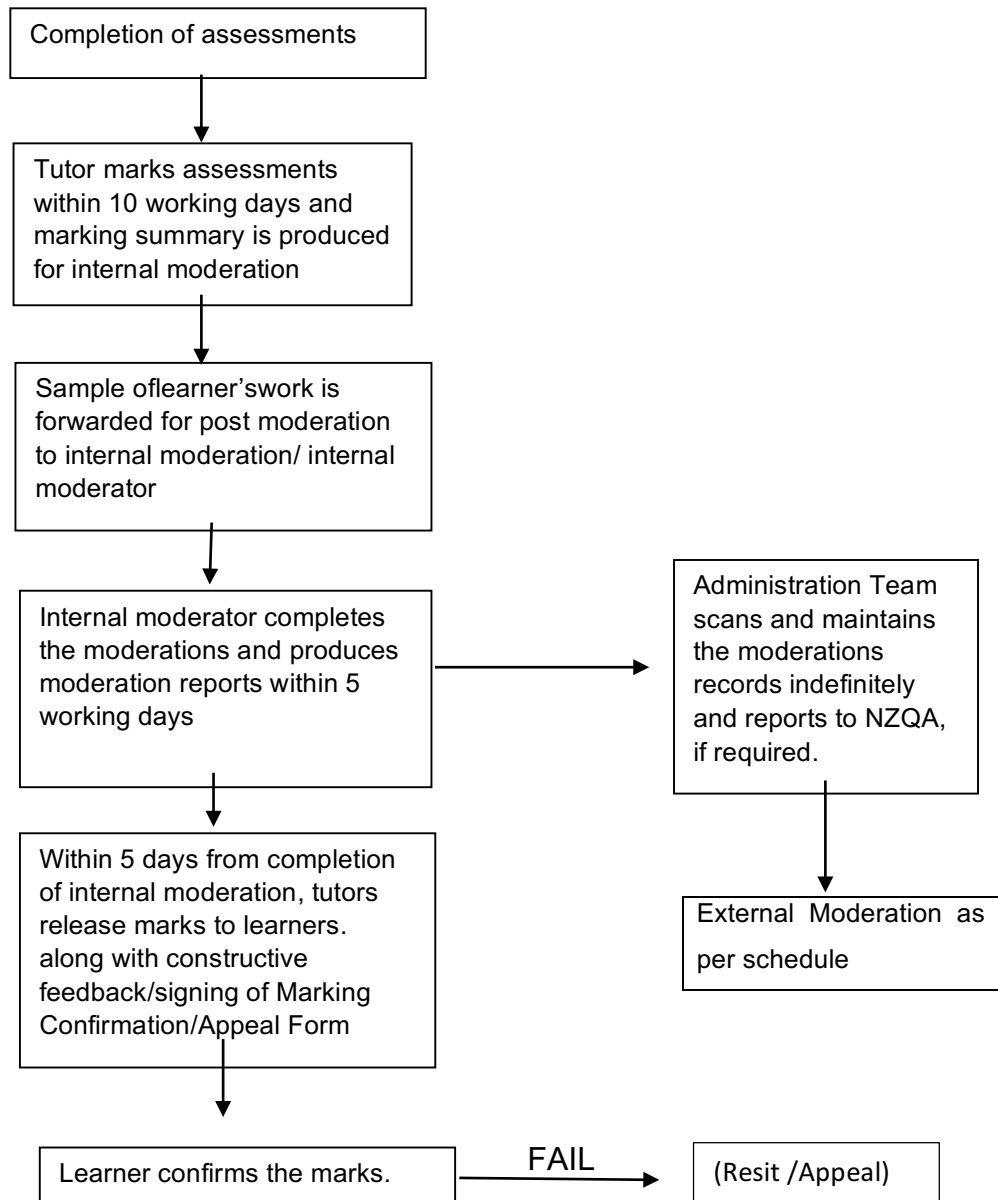 Completion of assessments
Tutor marks assessments
within 10 working days and
marking summary is produced
for internal moderation
Sample oflearner’swork is
forwarded for post moderation
to internal moderation/ internal
moderator
Internal moderator completes
the moderations and produces
moderation reports within 5
working days
Administration Team
scans and maintains
the moderations
records indefinitely
and reports to NZQA,
if required.
Within 5 days from completion
of internal moderation, tutors
release marks to learners.
along with constructive
feedback/signing of Marking
Confirmation/Appeal Form
External Moderation as
per schedule
Learner confirms the marks.
FAIL
(Resit /Appeal)